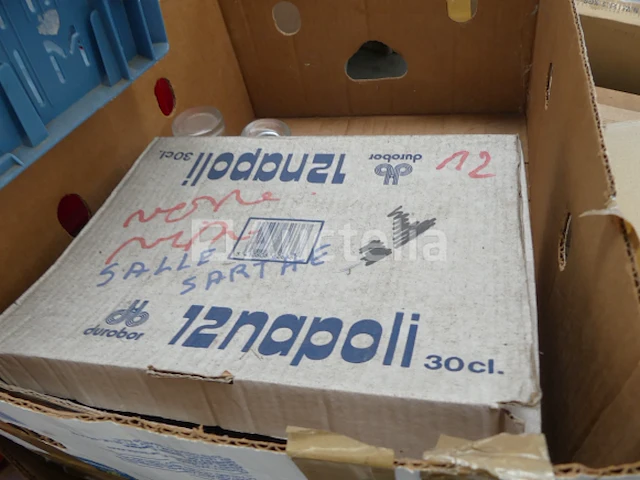 12napoli
30cl.
durobor
12
SALLE
SARTHE
durobor
12napoli
30cl.